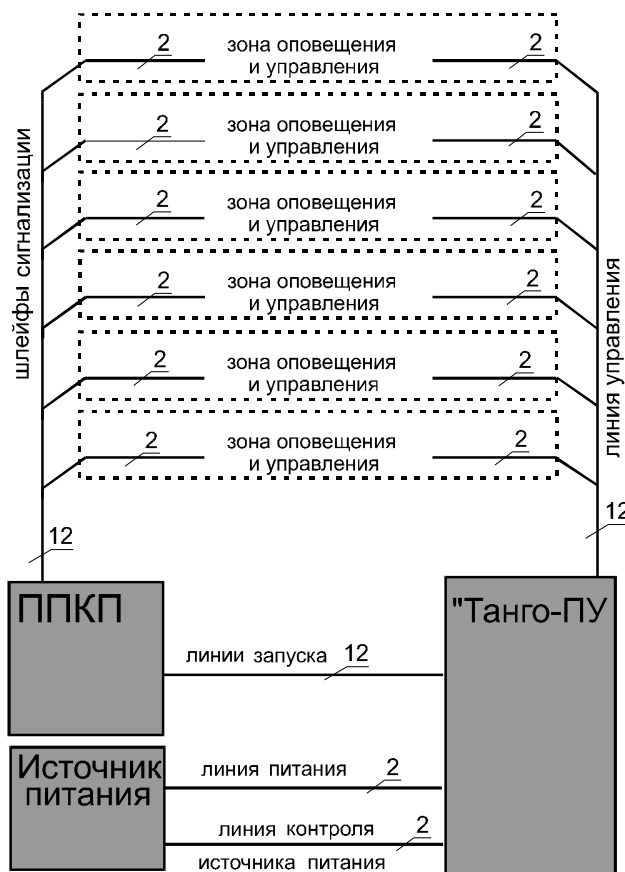 2 зона оповещения 2
и управления
2 зона оповещения 2
и управления
2 зона оповещения 2
и управления
2 зона оповещения 2
и управления
2 зона оповещения 2
и управления
2 зона оповещения 2
и управления
шлейфы сигнализации
линия управления
12
12
ППКП
"Танго-ПУ
линии запуска 12
Источник
питания
линия питания 2
линия контроля 2
источника питания